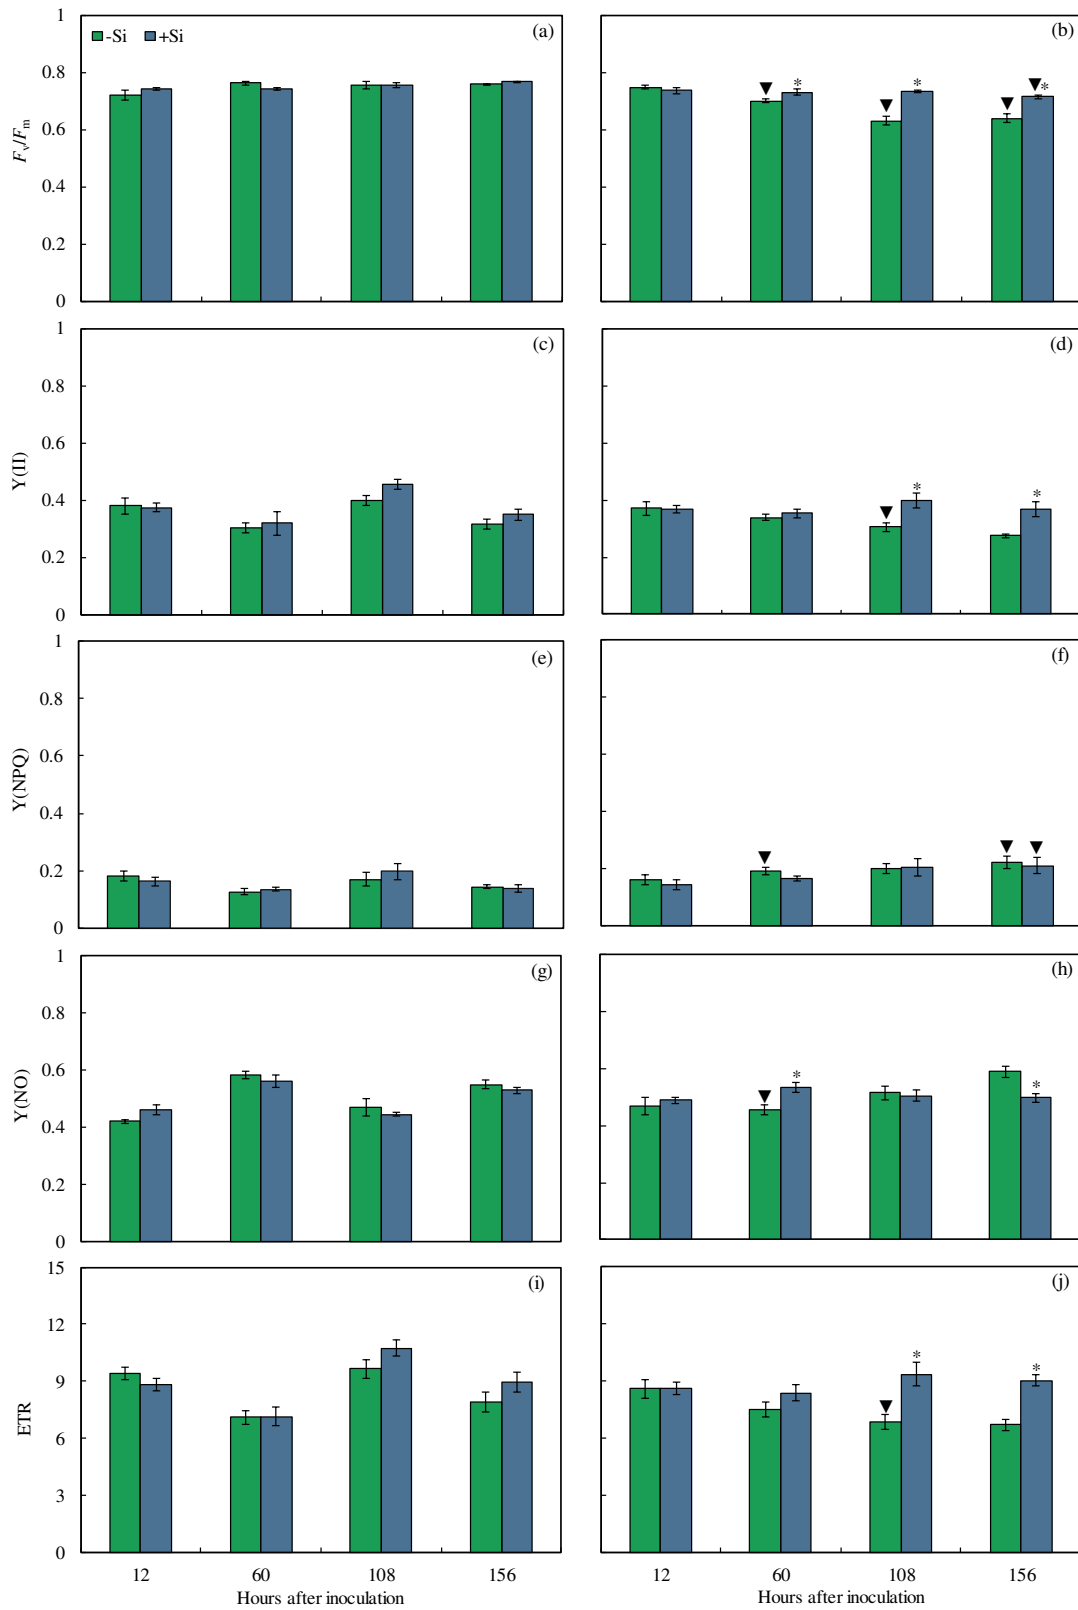 1
0.8
0.6
0.4
0.2
0
Fv/Fm
-Si +Si
(a)
(b)
▼ * ▼ * ▼ ▼*
1
0.8
0.6
0.4
0.2
0
Y(II)
(c)
(d)
▼ * *
1
0.8
0.6
0.4
0.2
0
Y(NPQ)
(e)
(f)
▼ ▼ ▼
1
0.8
0.6
0.4
0.2
0
Y(NO)
(g)
(h)
▼ * *
15
12
9
6
3
0
ETR
(i)
(j)
▼ * *
12 60 108 156
Hours after inoculation
12 60 108 156
Hours after inoculation